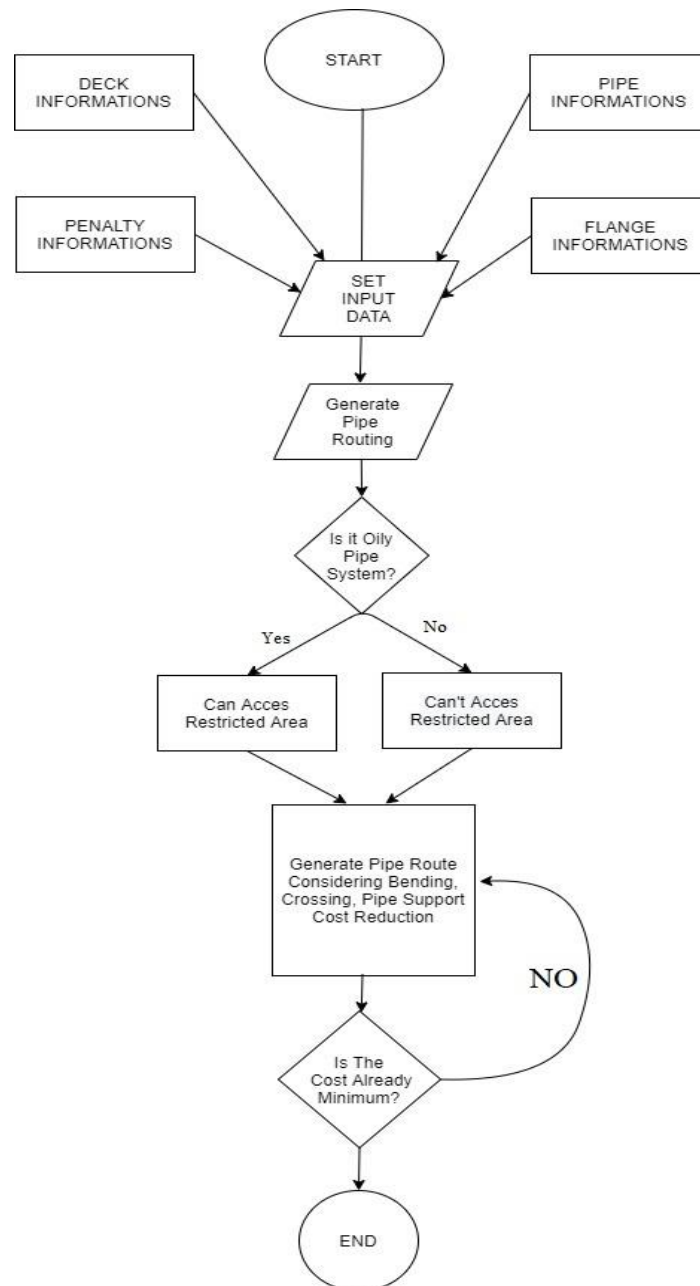 START
DECK
INFORMATIONS
PIPE
INFORMATIONS
PENALTY
INFORMATIONS
FLANGE
INFORMATIONS
SET
INPUT
DATA
Generate
Pipe
Routing
Is it Oily
Pipe
System?
Yes
No
Can Acces
Restricted Area
Can't Acces
Restricted Area
Generate Pipe Route
Considering Bending,
Crossing, Pipe Support
Cost Reduction
NO
Is The
Cost Already
Minimum?
END